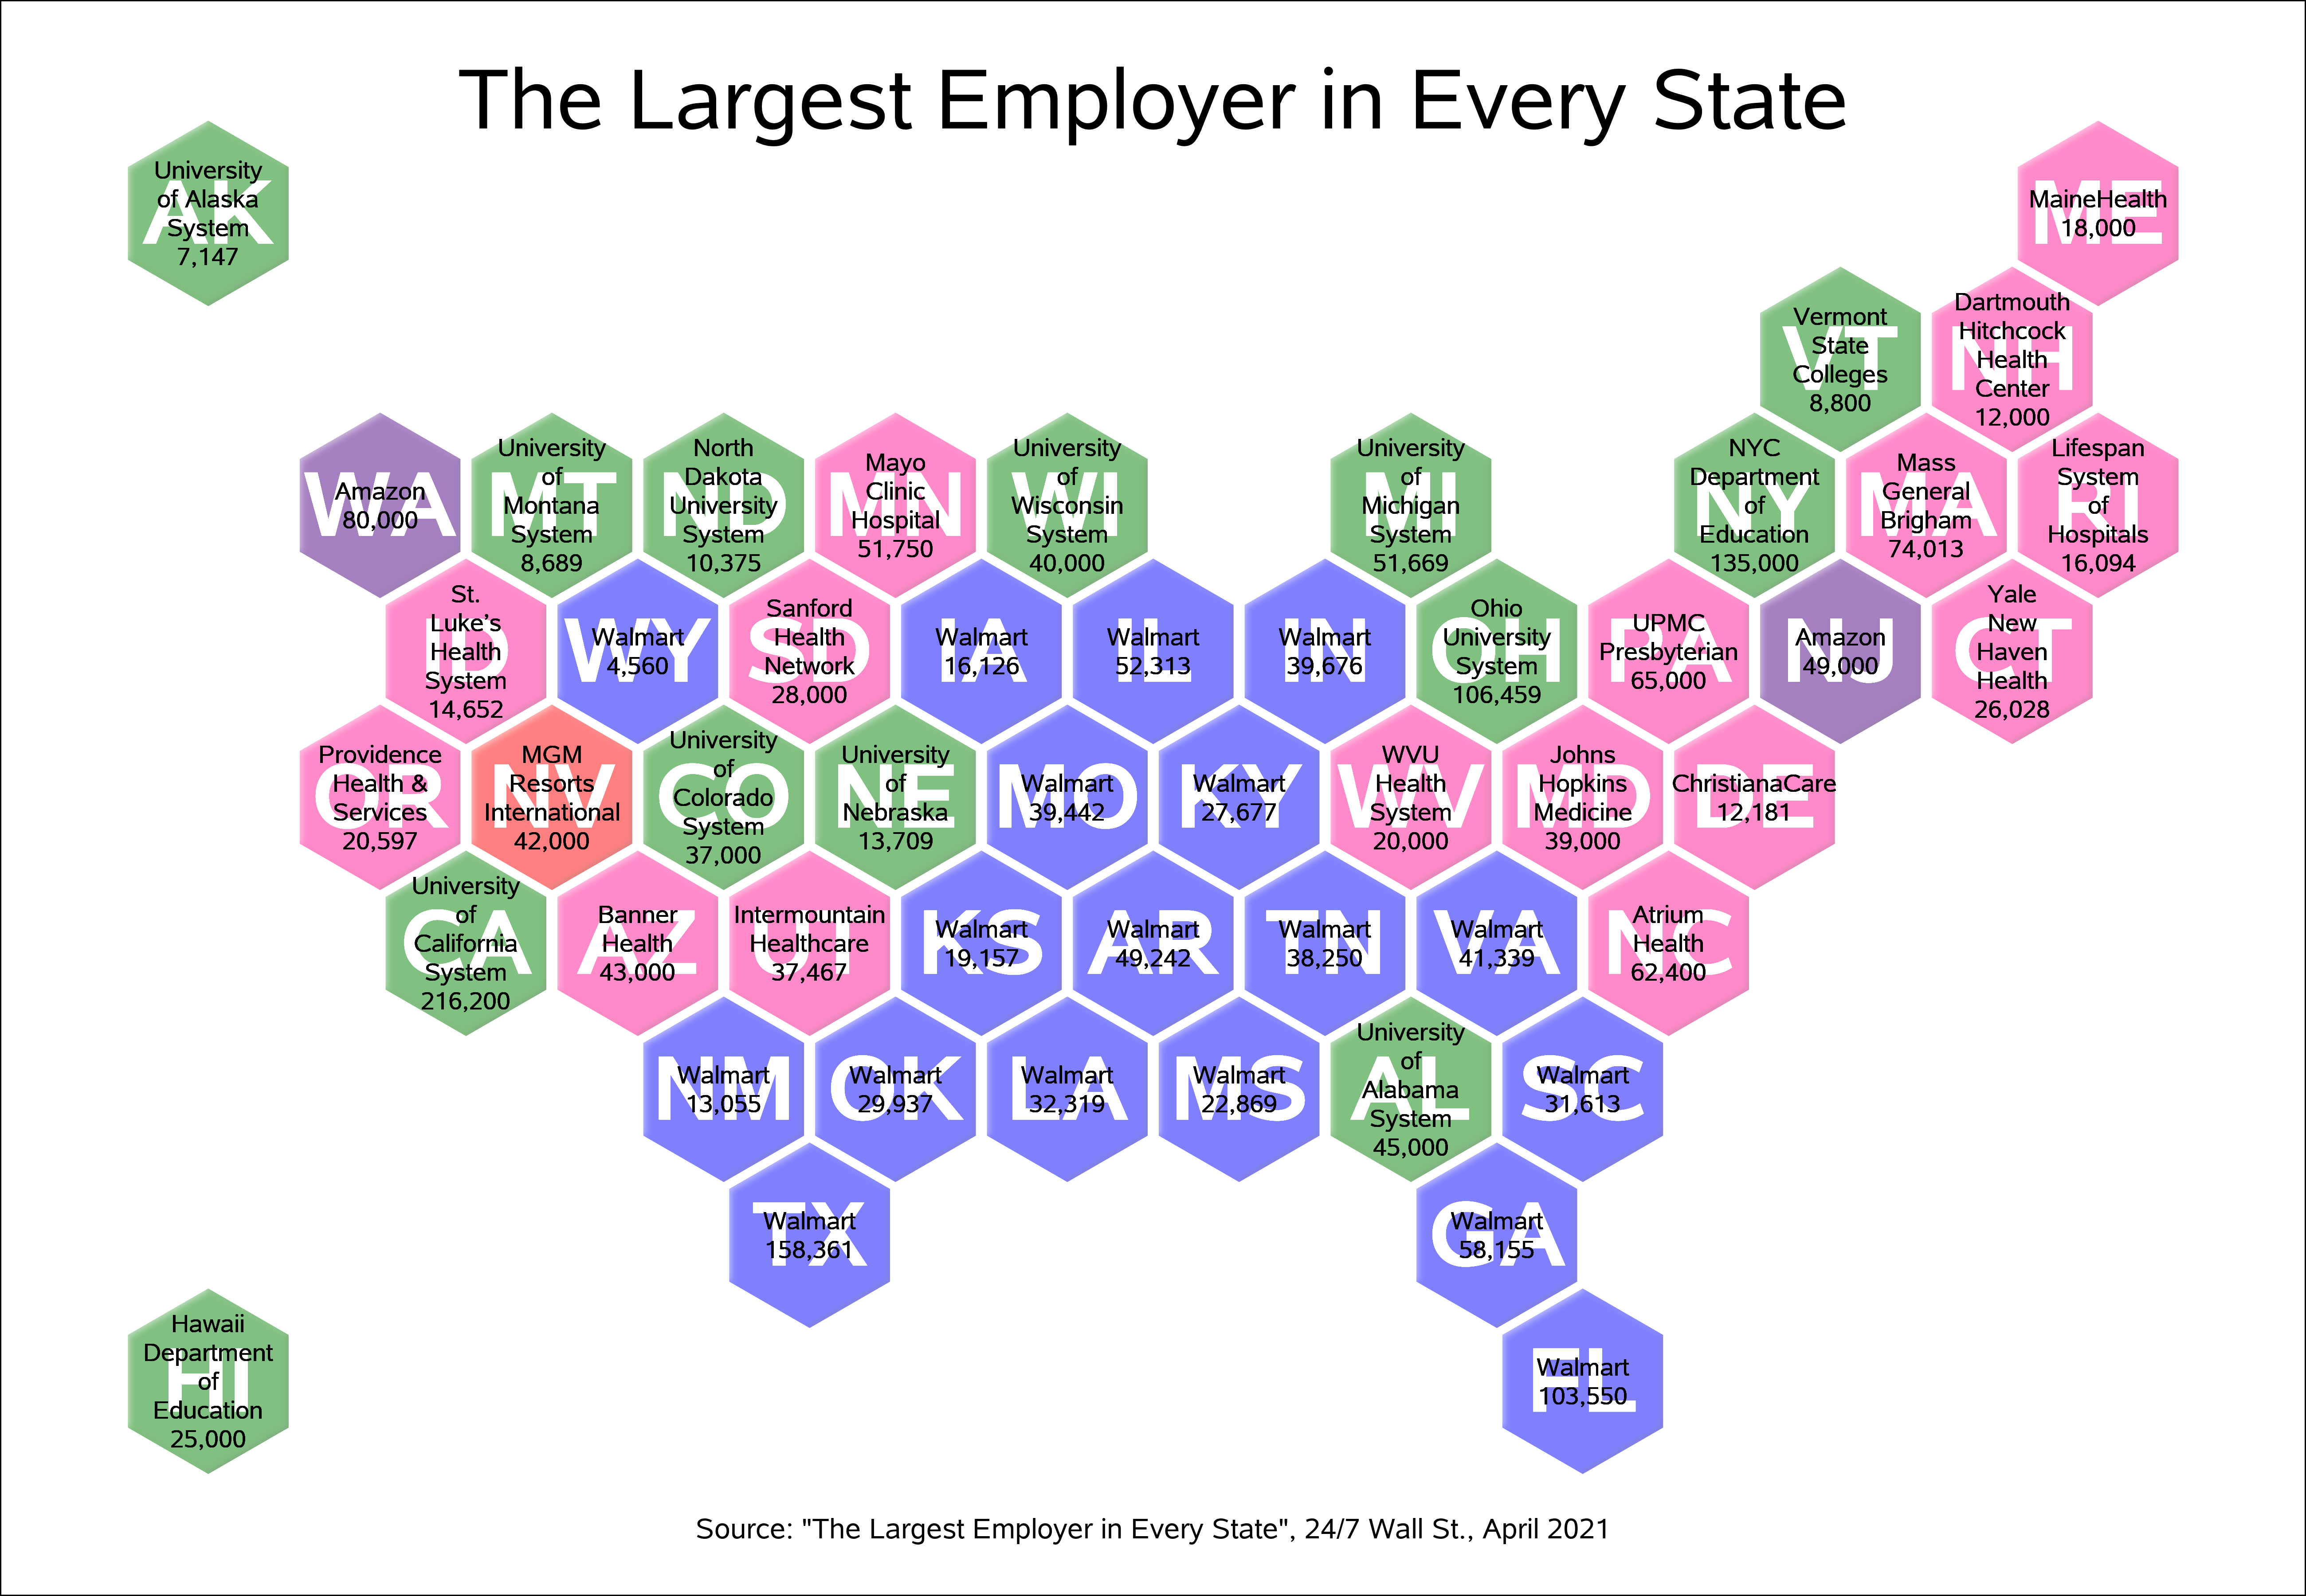 The Largest Employer in Every State
AK
University
of Alaska
System
7,147
ME
MaineHealth
18,000
VT
Vermont
State
Colleges
8,800
NH
Dartmouth
Hitchcock
Health
Center
12,000
WA
Amazon
80,000
MT
University
of
Montana
System
8,689
ND
North
Dakota
University
System
10,375
MN
Mayo
Clinic
Hospital
51,750
WI
University
of
Wisconsin
System
40,000
MI
University
of
Michigan
System
51,669
NY
NYC
Department
of
Education
135,000
MA
Mass
General
Brigham
74,013
RI
Lifespan
System
of
Hospitals
16,094
ID
St.
Luke’s
Health
System
14,652
WY
Walmart
4,560
SD
Sanford
Health
Network
28,000
IA
Walmart
16,126
IL
Walmart
52,313
IN
Walmart
39,676
OH
Ohio
University
System
106,459
PA
UPMC
Presbyterian
65,000
NJ
Amazon
49,000
CT
Yale
New
Haven
Health
26,028
OR
Providence
Health &
Services
20,597
NV
MGM
Resorts
International
42,000
CO
University
of
Colorado
System
37,000
NE
University
of
Nebraska
13,709
MO
Walmart
39,442
KY
Walmart
27,677
WV
WVU
Health
System
20,000
MD
Johns
Hopkins
Medicine
39,000
DE
ChristianaCare
12,181
CA
University
of
California
System
216,200
AZ
Banner
Health
43,000
UT
Intermountain
Healthcare
37,467
KS
Walmart
19,157
AR
Walmart
49,242
TN
Walmart
38,250
VA
Walmart
41,339
NC
Atrium
Health
62,400
NM
Walmart
13,055
OK
Walmart
29,937
LA
Walmart
32,319
MS
Walmart
22,869
AL
University
of
Alabama
System
45,000
SC
Walmart
31,613
TX
Walmart
158,361
GA
Walmart
58,155
HI
Hawaii
Department
of
Education
25,000
FL
Walmart
103,550
Source: "The Largest Employer in Every State", 24/7 Wall St., April 2021